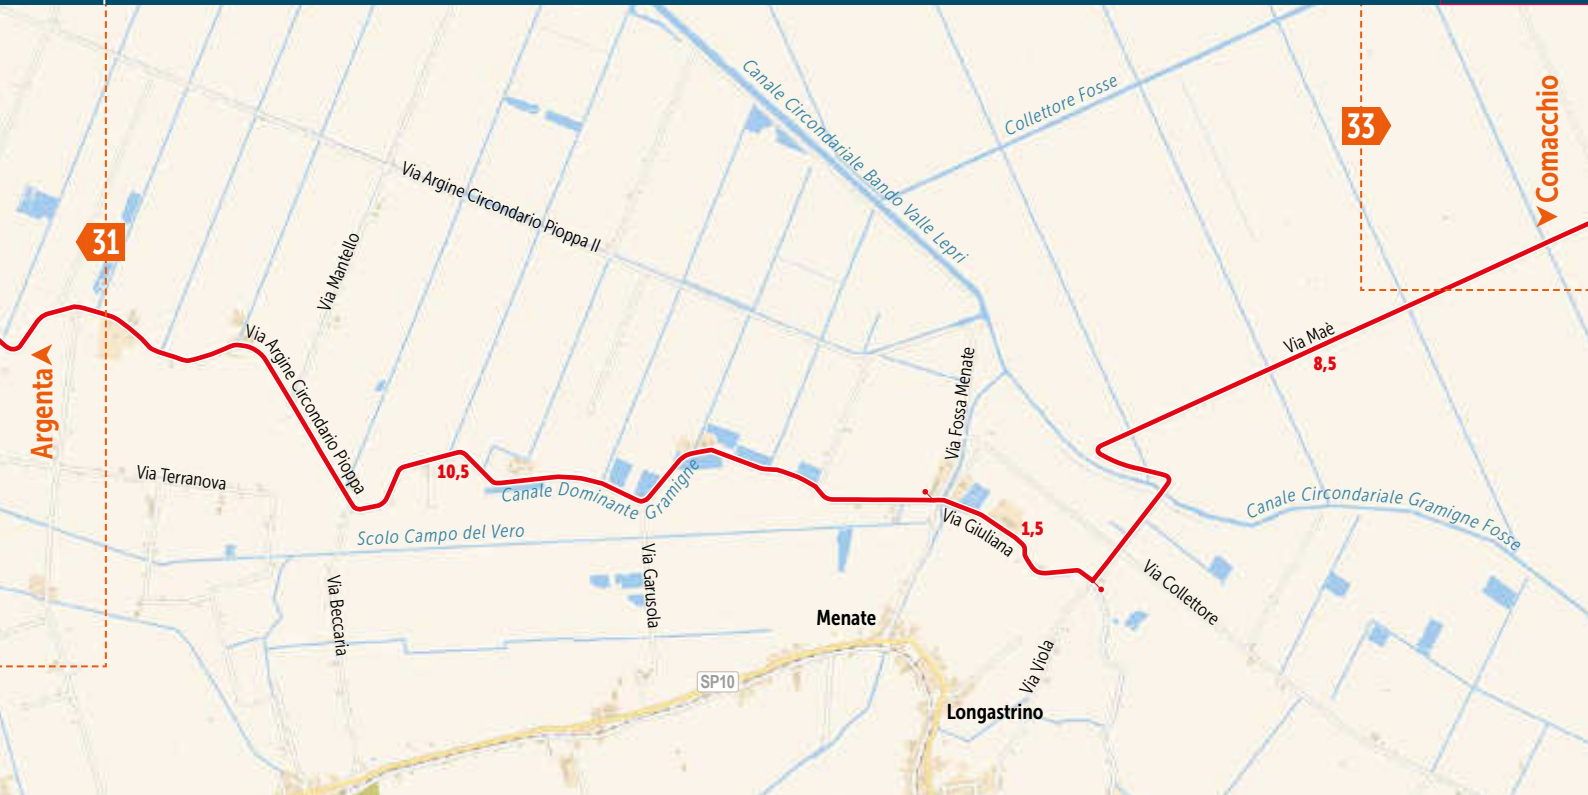 Canale Circondariale Bando Valle Lepri
Collettore Fosse
33
Comacchio
Via Argine Circondario Pioppa II
31
Via Mantello
Argenta
Via Argine Circondario Pioppa
Via Maè
8,5
Via Fossa Menate
Via Terranova
10,5
Canale Dominante Gramigne
Canale Circondariale Gramigne Fosse
Scolo Campo del Vero
Via Giuliana
1,5
Via Garusola
Via Beccaria
Via Collettore
Menate
Via Viola
SP10
Longastrino